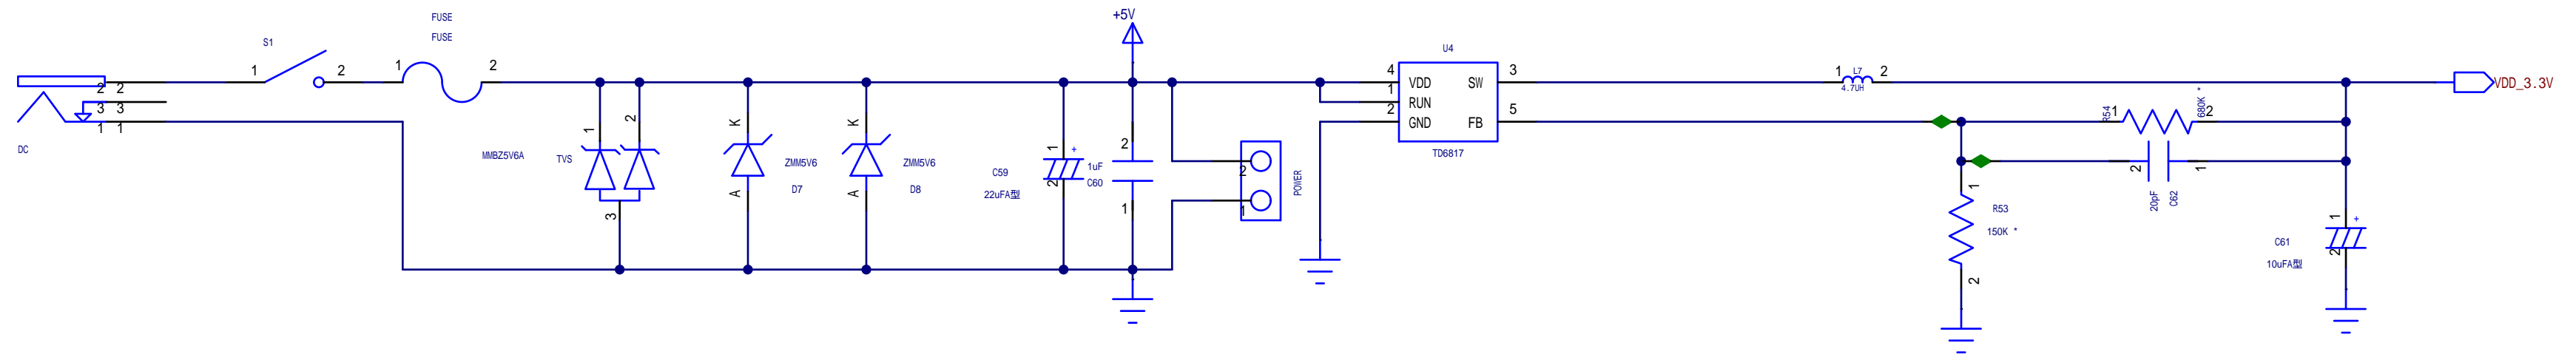 FUSE
FUSE
S1
1
2
1
2
2 2
3 3
1 1
DC
MMBZ5V6A
TVS
1
2
3
K
A
ZMM5V6
D7
K
A
ZMM5V6
D8
C59
22uFA型
1
2
+
+5V
1uF
C60
2
1
2
1
POWER
U4
4
1
2
VDD
RUN
GND
SW
FB
3
5
TD6817
L7
1
2
4.7UH
VDD_3.3V
R54
1
2
680K *
2
1
20pF
C62
1
R53
150K *
2
C61
10uFA型
1
2
+